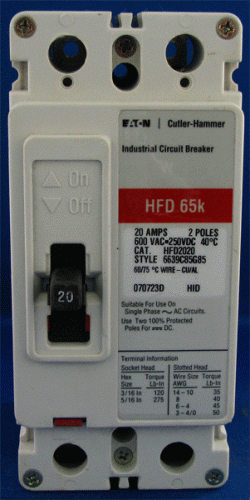 EATON | Cutler-Hammer
Industrial Circuit Breaker
HFD 65k
On
Off
20
20 AMPS 2 POLES
600 VAC•250VDC 40°C
CAT. HFD2020
STYLE 6639C85G85
60/75 °C WIRE-CU/AL
070723D HID
Suitable For Use On
Single Phase ~ AC Circuits.
Use Two 100% Protected
Poles For DC.
Terminal Information
Socket Head Slotted Head
Hex Torque Wire Size Torque
Size Lb-In AWG Lb-In
3/16 In 120 14-10 35
5/16 In 275 8 40
6-4 45
3-4/0 50